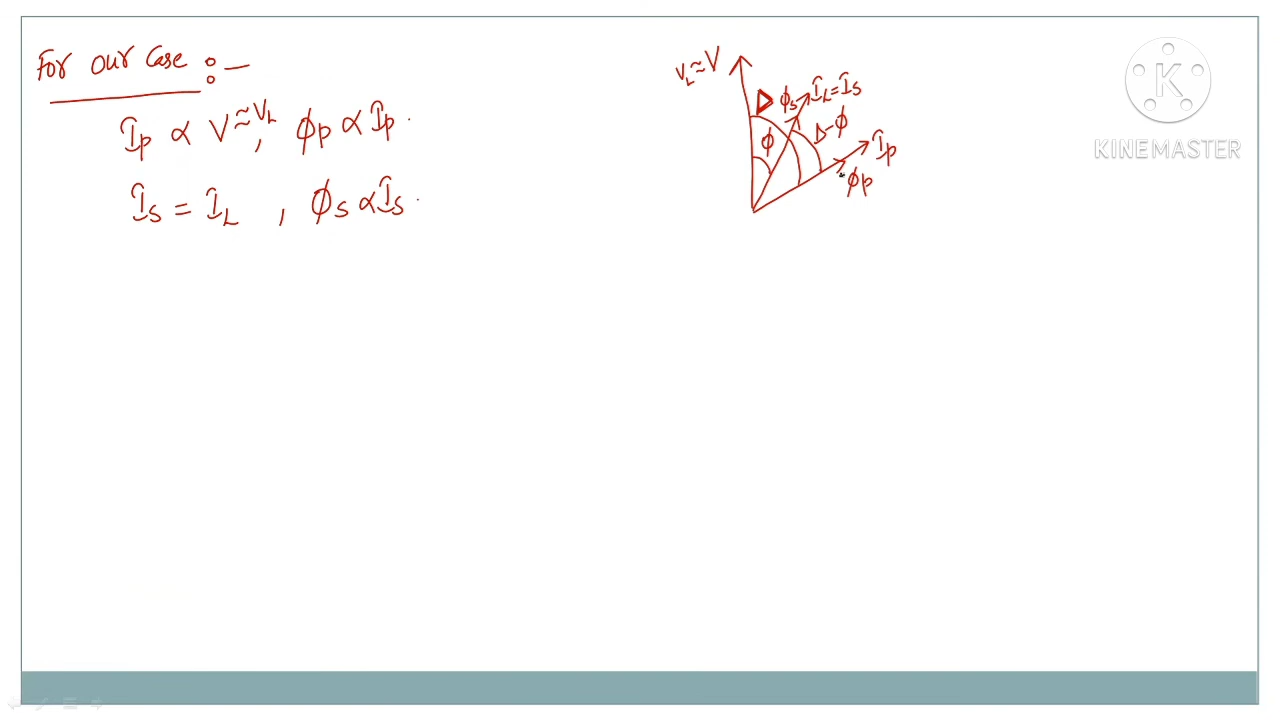 For our case :-
Ip ∝ V ≈ VL , ϕp ∝ Ip.
Is = IL , ϕs ∝ Is.
VL ≈ V
Δ ϕs IL = Is
ϕ Δ-ϕ Ip
ϕp
K
KINEMASTER